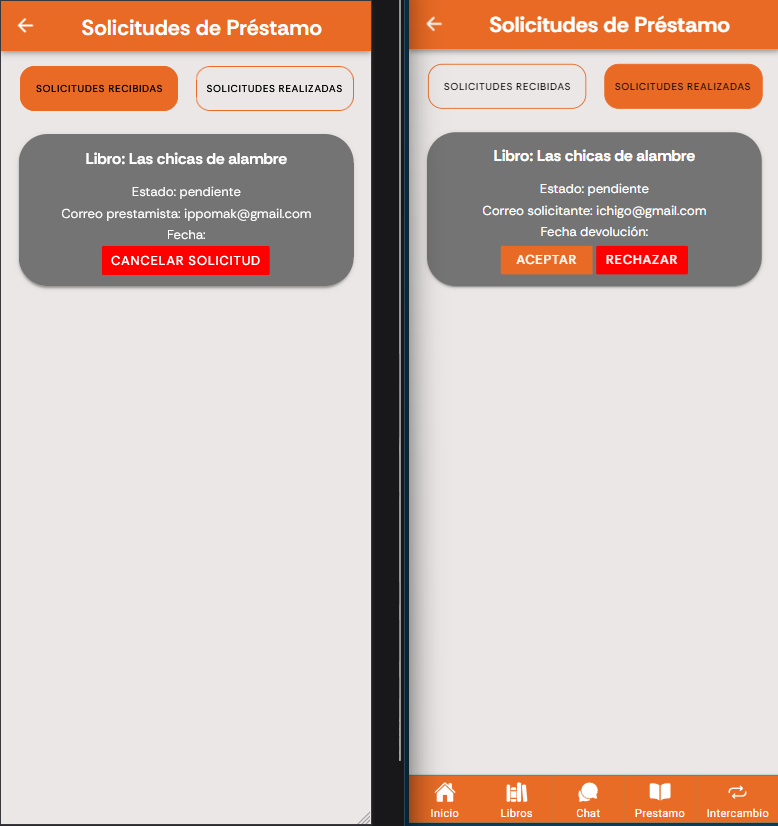 Solicitudes de Préstamo
SOLICITUDES RECIBIDAS
SOLICITUDES REALIZADAS
Libro: Las chicas de alambre
Estado: pendiente
Correo prestamista: ippomak@gmail.com
Fecha:
CANCELAR SOLICITUD
Solicitudes de Préstamo
SOLICITUDES RECIBIDAS
SOLICITUDES REALIZADAS
Libro: Las chicas de alambre
Estado: pendiente
Correo solicitante: ichigo@gmail.com
Fecha devolución:
ACEPTAR
RECHAZAR
Inicio
Libros
Chat
Prestamo
Intercambio